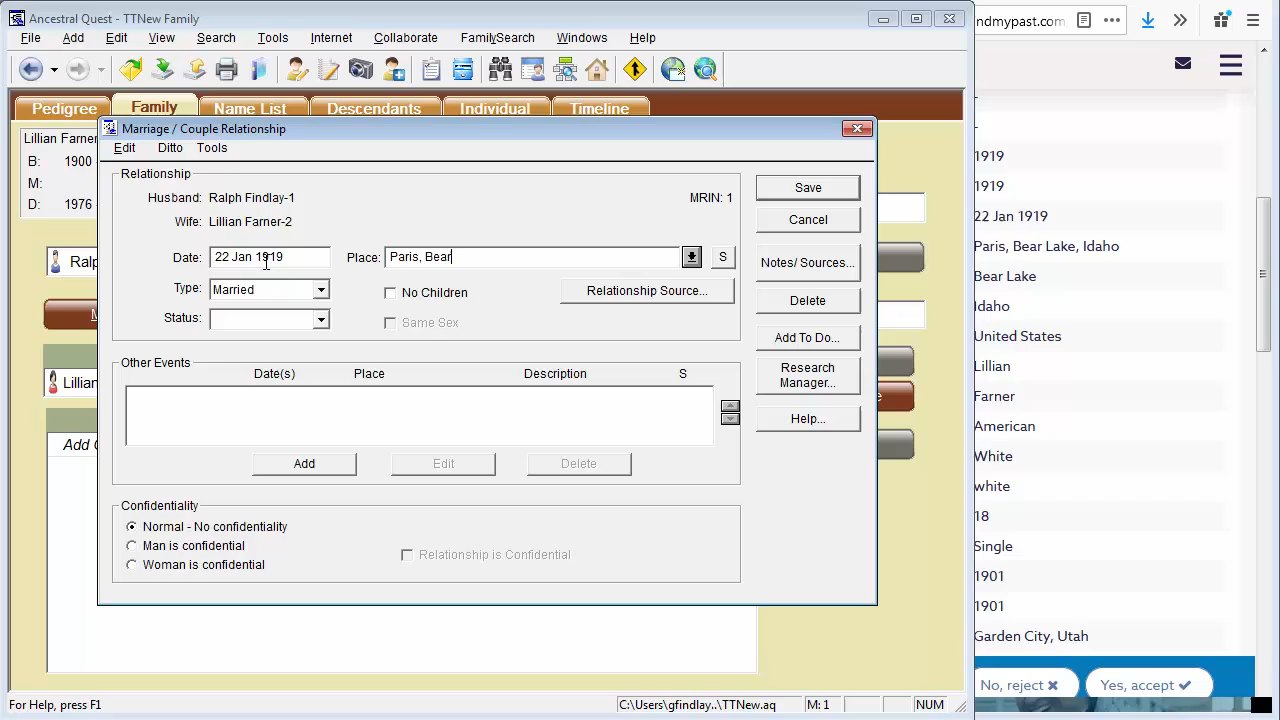 Ancestral Quest - TTNew Family
File Add Edit View Search Tools Internet Collaborate FamilySearch Windows Help
Pedigree Family Name List Descendants Individual Timeline
Lillian Farner
B: 1900
M:
D: 1976
Ralp
Lillian
Add C
Marriage / Couple Relationship
Edit Ditto Tools
Relationship
Husband: Ralph Findlay-1 MRIN: 1
Wife: Lillian Farner-2
Date: 22 Jan 1919 Place: Paris, Bear S
Type: Married No Children Relationship Source...
Status: Same Sex
Other Events
Date(s) Place Description S
Add Edit Delete
Confidentiality
Normal - No confidentiality
Man is confidential Relationship is Confidential
Woman is confidential
Save
Cancel
Notes/ Sources...
Delete
Add To Do...
Research
Manager...
Help...
For Help, press F1 C:\Users\gfindlay..\TTNew.aq M: 1 NUM
ndmypast.com
1919
1919
22 Jan 1919
Paris, Bear Lake, Idaho
Bear Lake
Idaho
United States
Lillian
Farner
American
White
white
18
Single
1901
1901
Garden City, Utah
No, reject Yes, accept